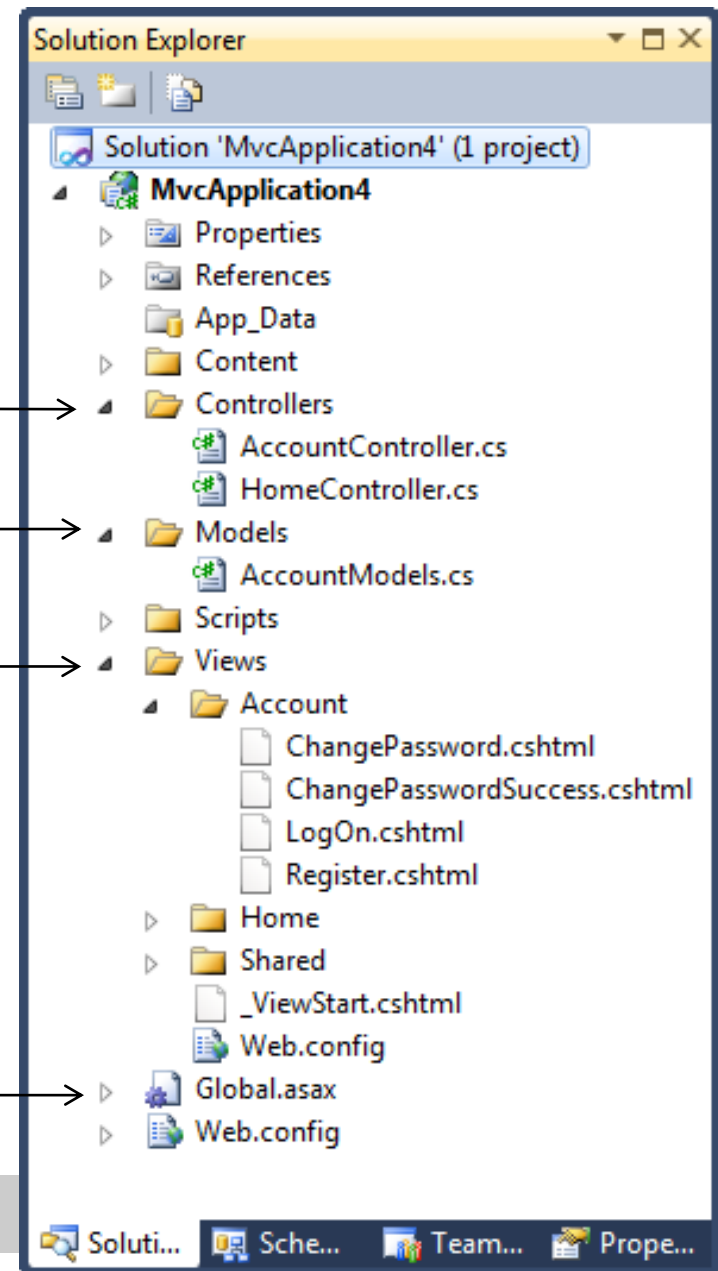 Solution Explorer
Solution 'MvcApplication4' (1 project)
MvcApplication4
Properties
References
App_Data
Content
Controllers
AccountController.cs
HomeController.cs
Models
AccountModels.cs
Scripts
Views
Account
ChangePassword.cshtml
ChangePasswordSuccess.cshtml
LogOn.cshtml
Register.cshtml
Home
Shared
_ViewStart.cshtml
Web.config
Global.asax
Web.config
Soluti... Sche... Team... Prope...